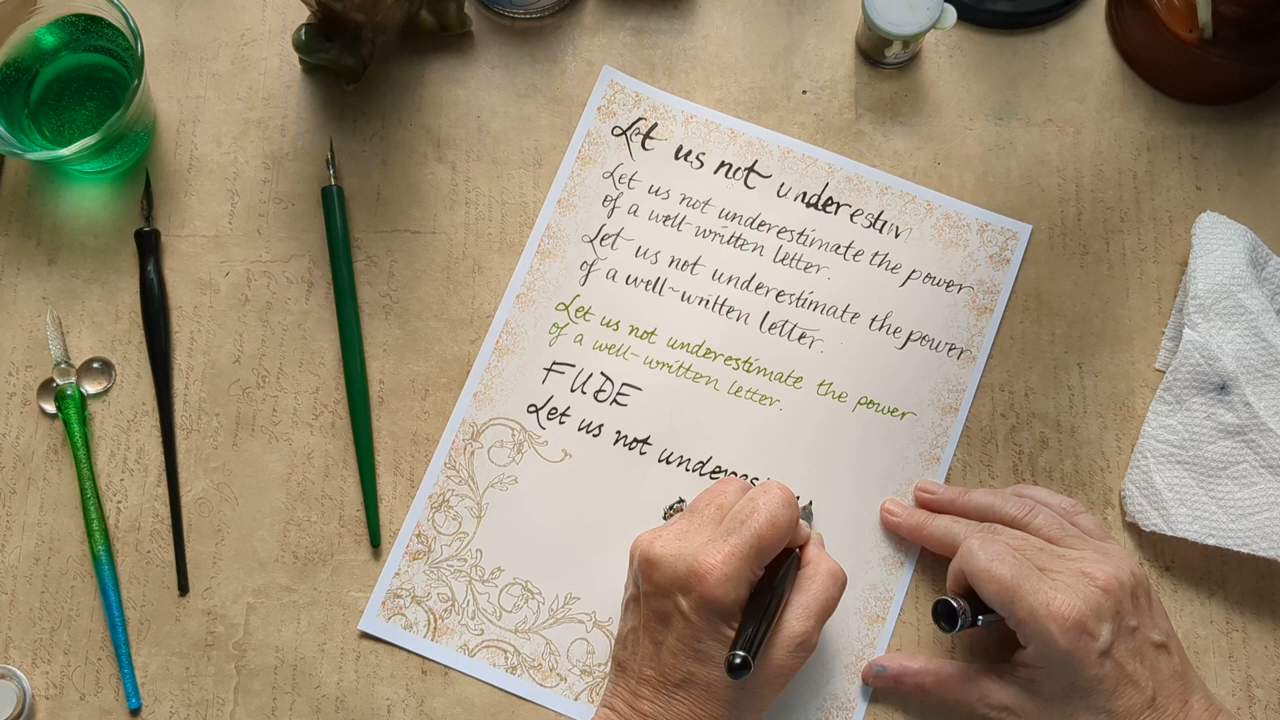 Let us not underestim
Let us not underestimate the power
of a well-written letter.
Let us not underestimate the power
of a well-written letter.
Let us not underestimate the power
of a well-written letter.
FUDE
Let us not